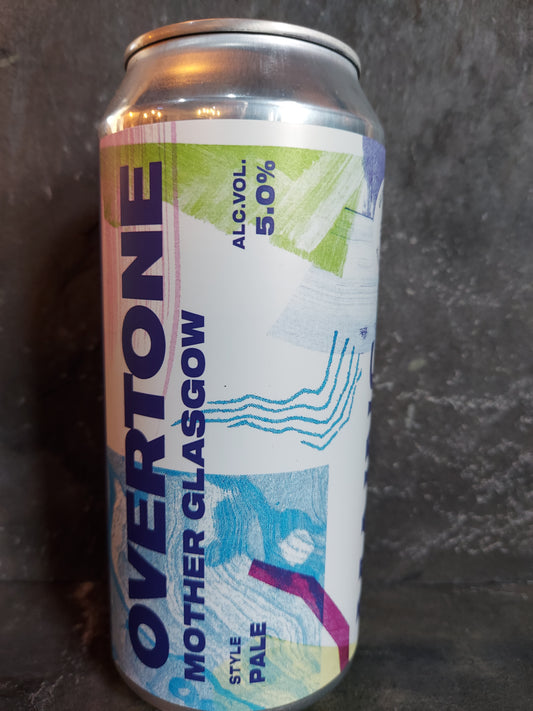 OVERTONE
MOTHER GLASGOW
STYLE
PALE
ALC.VOL.
5.0%